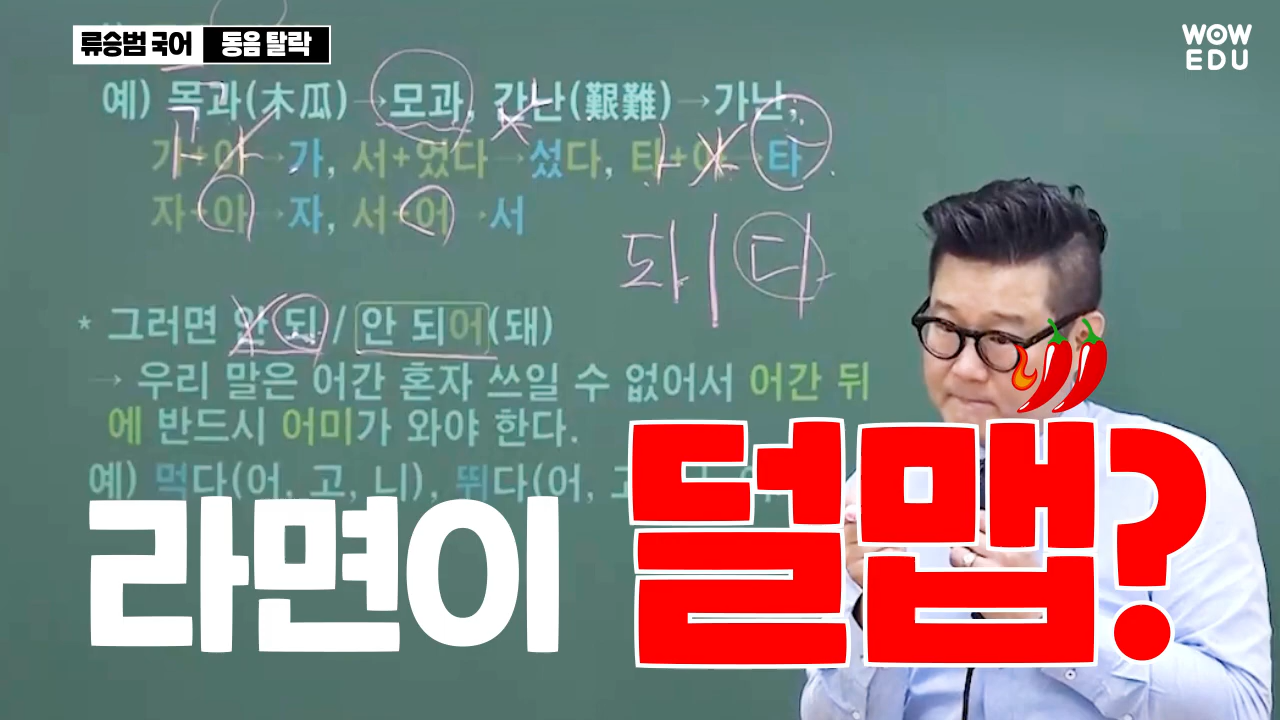 류승범 국어 동음 탈락
WOW
EDU
예) 목과(木瓜)→모과, 간난(艱難)→가난,
가+아→가, 서+었다→섰다, 타+아→타
자+아→자, 서+어→서
되 | 다
* 그러면 안 되 / 안 되어(돼)
→ 우리 말은 어간 혼자 쓰일 수 없어서 어간 뒤
에 반드시 어미가 와야 한다.
예) 먹다(어, 고, 니), 뛰다(어,
라면이 덜맵?